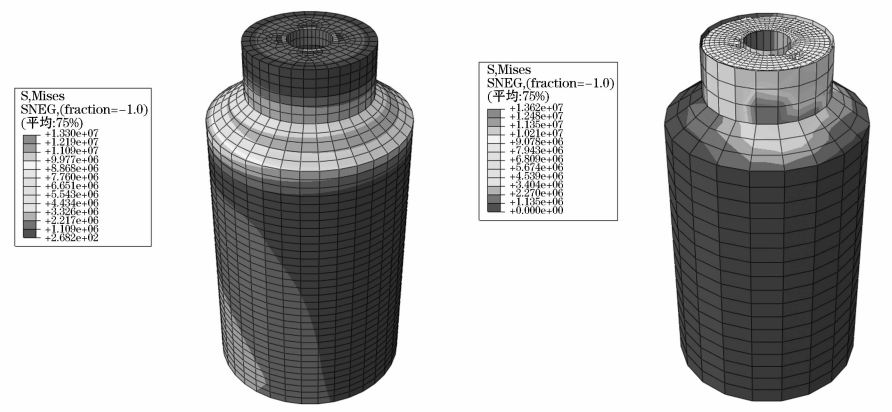 S,Mises
SNEG,(fraction=−1.0)
(平均:75%)
+1.330e+07
+1.219e+07
+1.109e+07
+9.977e+06
+8.868e+06
+7.760e+06
+6.651e+06
+5.543e+06
+4.434e+06
+3.326e+06
+2.217e+06
+1.109e+06
+2.682e+02
S,Mises
SNEG,(fraction=−1.0)
(平均:75%)
+1.362e+07
+1.248e+07
+1.135e+07
+1.021e+07
+9.078e+06
+7.943e+06
+6.809e+06
+5.674e+06
+4.539e+06
+3.404e+06
+2.270e+06
+1.135e+06
+0.000e+00